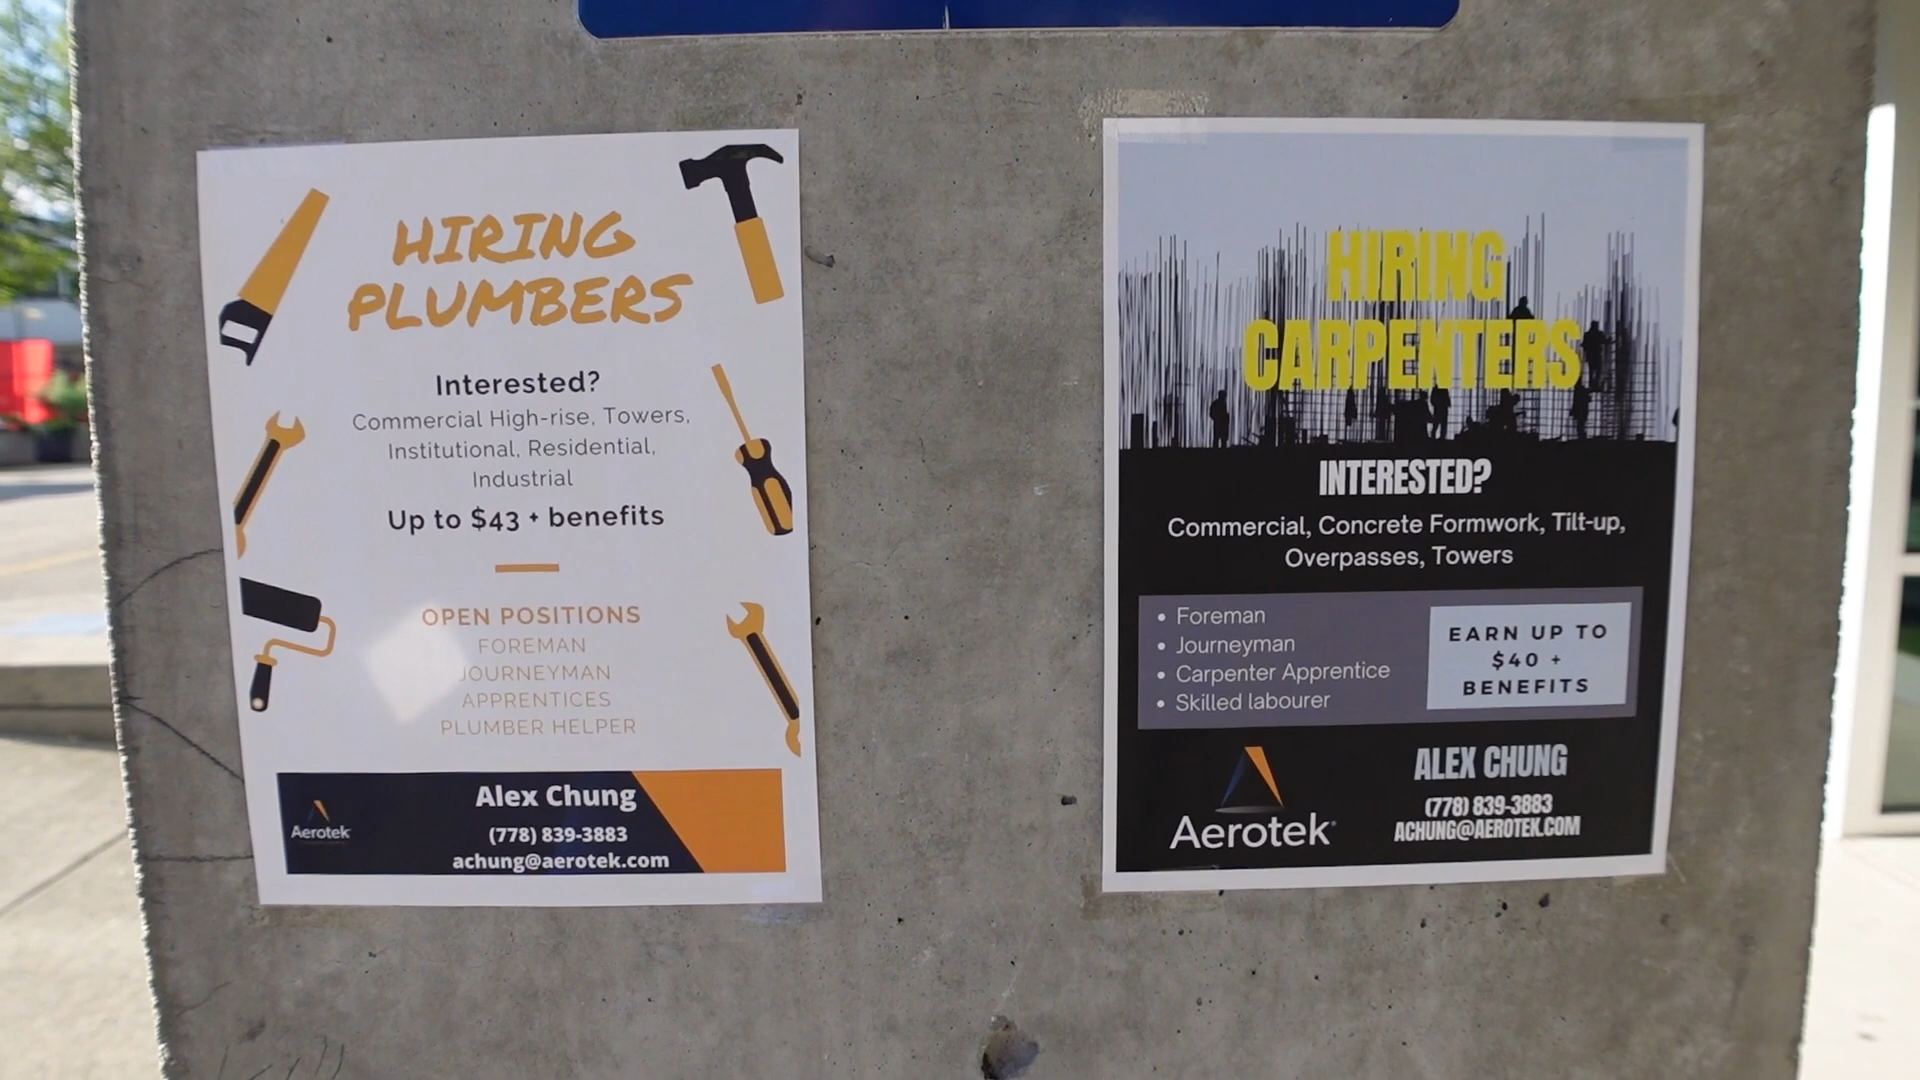 HIRING
PLUMBERS
Interested?
Commercial High-rise, Towers,
Institutional, Residential,
Industrial
Up to $43 + benefits
OPEN POSITIONS
FOREMAN
JOURNEYMAN
APPRENTICES
PLUMBER HELPER
Aerotek
Alex Chung
(778) 839-3883
achung@aerotek.com
HIRING
CARPENTERS
INTERESTED?
Commercial, Concrete Formwork, Tilt-up,
Overpasses, Towers
• Foreman
• Journeyman
• Carpenter Apprentice
• Skilled labourer
EARN UP TO
$40 +
BENEFITS
Aerotek
ALEX CHUNG
(778) 839-3883
ACHUNG@AEROTEK.COM